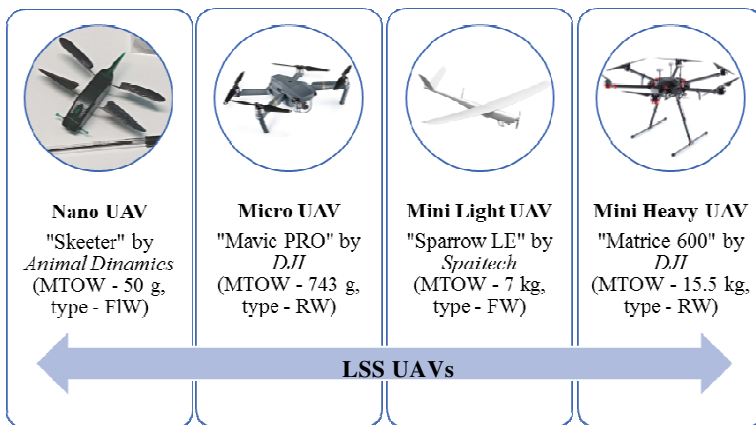 Nano UAV
"Skeeter" by
Animal Dinamics
(MTOW - 50 g,
type - FlW)
Micro UAV
"Mavic PRO" by
DJI
(MTOW - 743 g,
type - RW)
Mini Light UAV
"Sparrow LE" by
Spaitech
(MTOW - 7 kg,
type - FW)
Mini Heavy UAV
"Matrice 600" by
DJI
(MTOW - 15.5 kg,
type - RW)
LSS UAVs